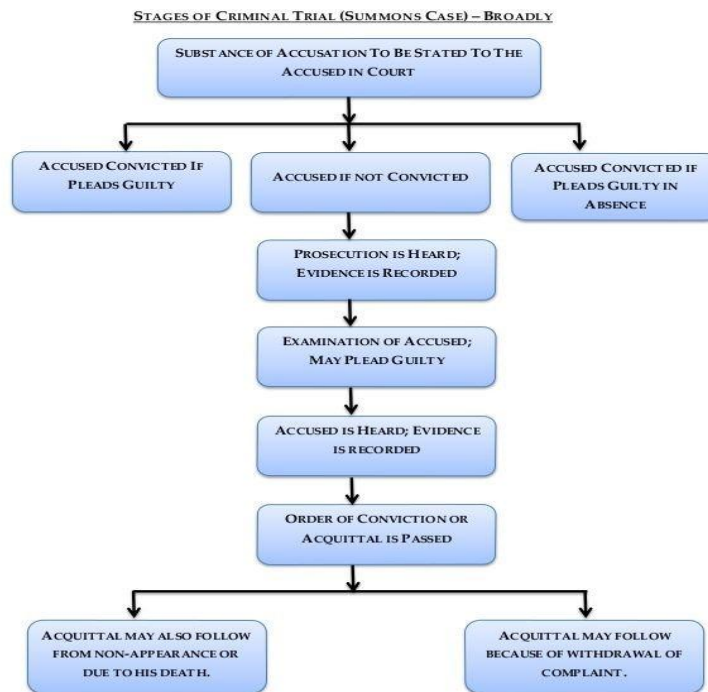 STAGES OF CRIMINAL TRIAL (SUMMONS CASE) – BROADLY
SUBSTANCE OF ACCUSATION TO BE STATED TO THE
ACCUSED IN COURT
ACCUSED CONVICTED IF
PLEADS GUILTY
ACCUSED IF NOT CONVICTED
ACCUSED CONVICTED IF
PLEADS GUILTY IN
ABSENCE
PROSECUTION IS HEARD;
EVIDENCE IS RECORDED
EXAMINATION OF ACCUSED;
MAY PLEAD GUILTY
ACCUSED IS HEARD; EVIDENCE
IS RECORDED
ORDER OF CONVICTION OR
ACQUITTAL IS PASSED
ACQUITTAL MAY ALSO FOLLOW
FROM NON-APPEARANCE OR
DUE TO HIS DEATH.
ACQUITTAL MAY FOLLOW
BECAUSE OF WITHDRAWAL OF
COMPLAINT.